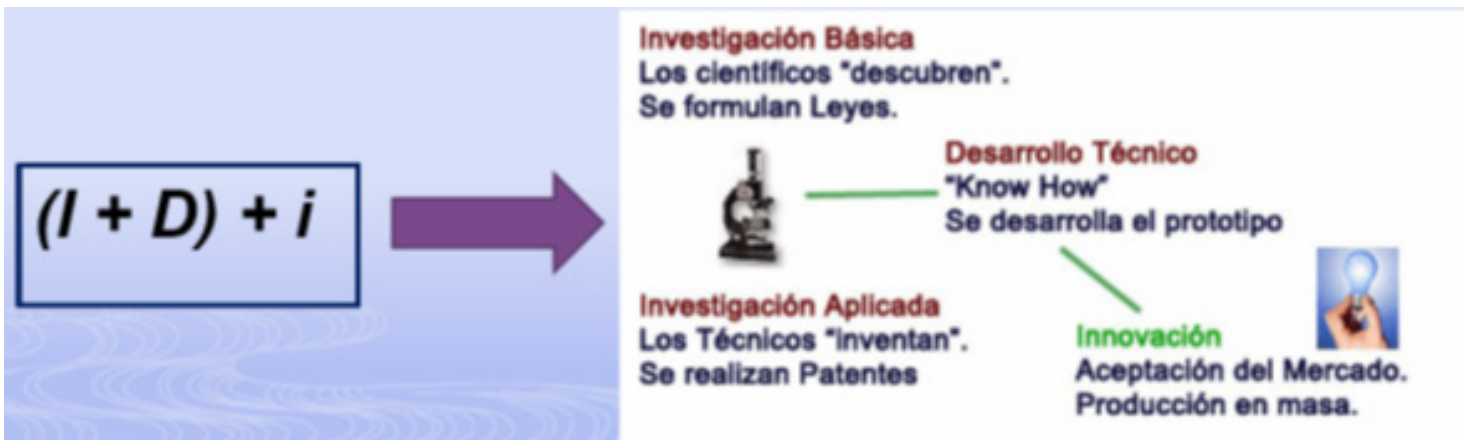 (I + D) + i
Investigación Básica
Los científicos "descubren".
Se formulan Leyes.
Desarrollo Técnico
"Know How"
Se desarrolla el prototipo
Investigación Aplicada
Los Técnicos "inventan".
Se realizan Patentes
Innovación
Aceptación del Mercado.
Producción en masa.